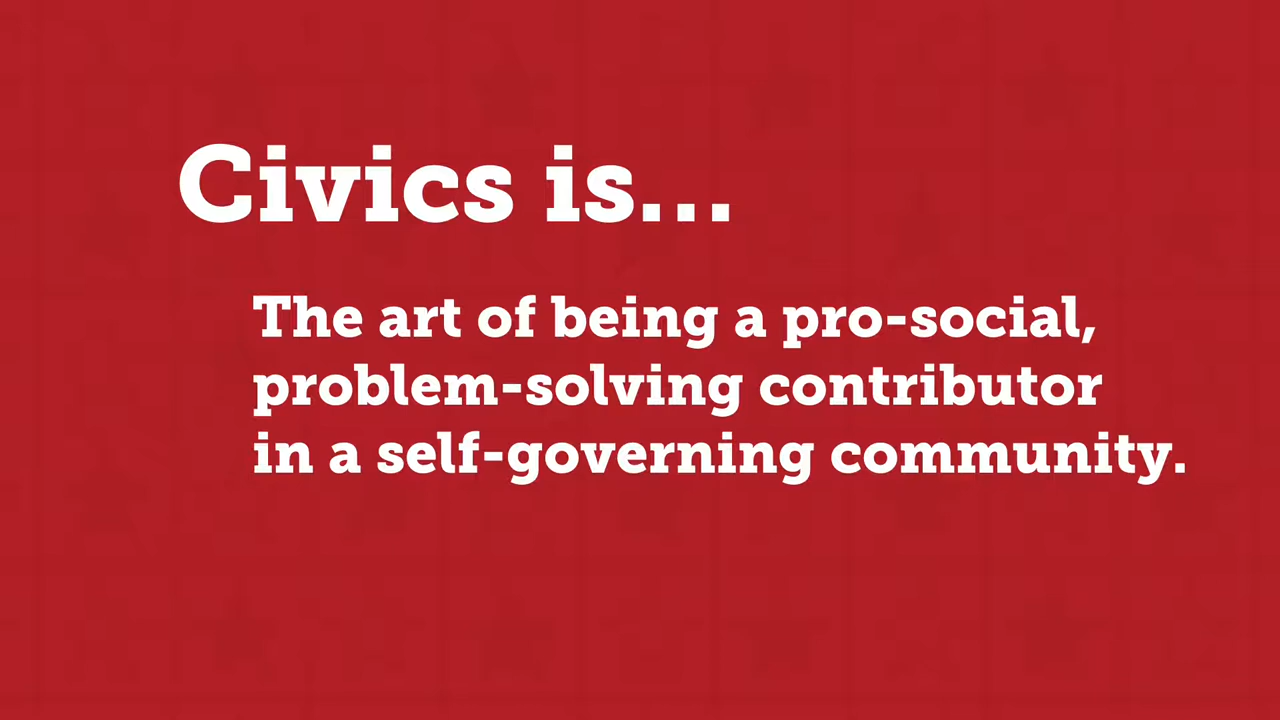 Civics is...
The art of being a pro-social,
problem-solving contributor
in a self-governing community.